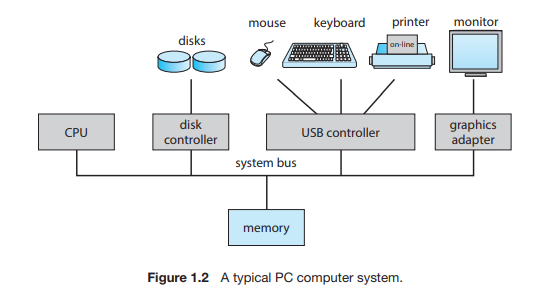 mouse keyboard printer monitor
disks
on-line
CPU
disk
controller
USB controller
graphics
adapter
system bus
memory
Figure 1.2 A typical PC computer system.